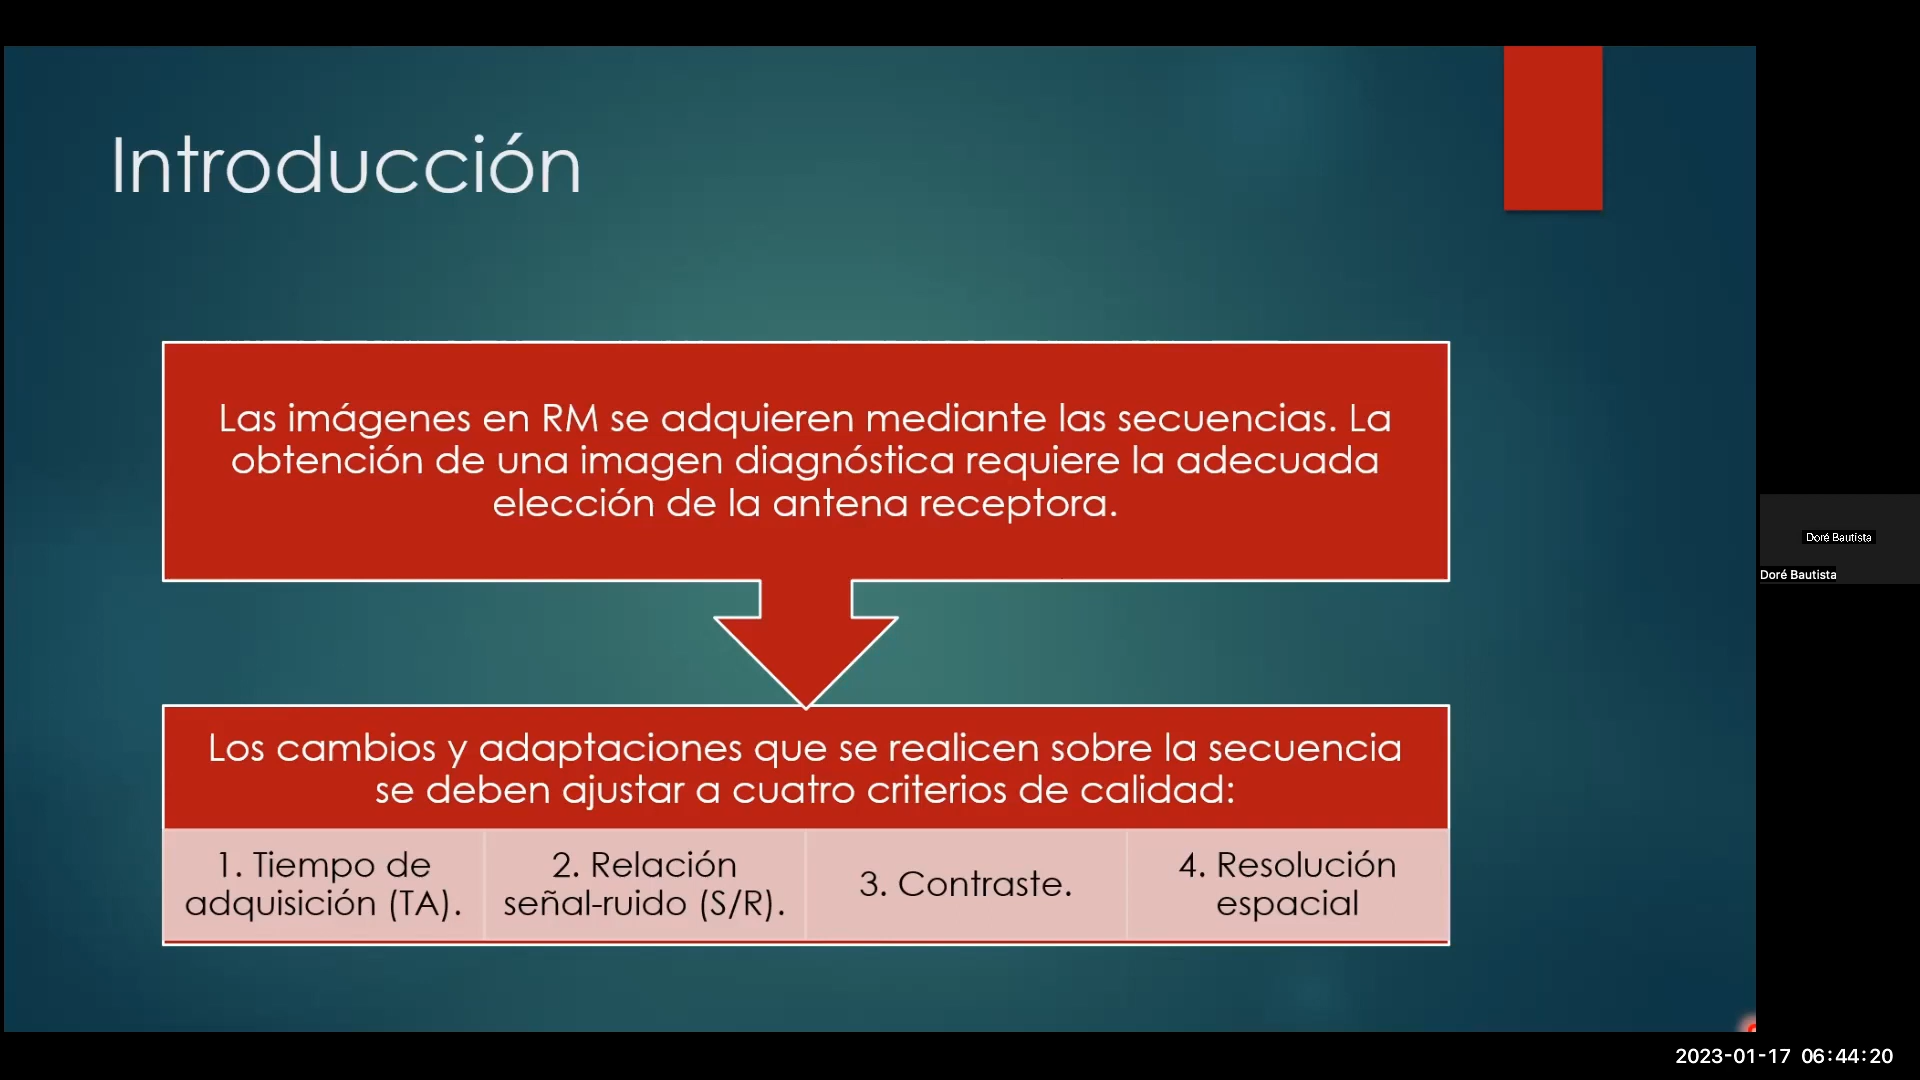 Introducción
Las imágenes en RM se adquieren mediante las secuencias. La
obtención de una imagen diagnóstica requiere la adecuada
elección de la antena receptora.
Los cambios y adaptaciones que se realicen sobre la secuencia
se deben ajustar a cuatro criterios de calidad:
1. Tiempo de
adquisición (TA).
2. Relación
señal-ruido (S/R).
3. Contraste.
4. Resolución
espacial
Doré Bautista
Doré Bautista
2023-01-17 06:44:20